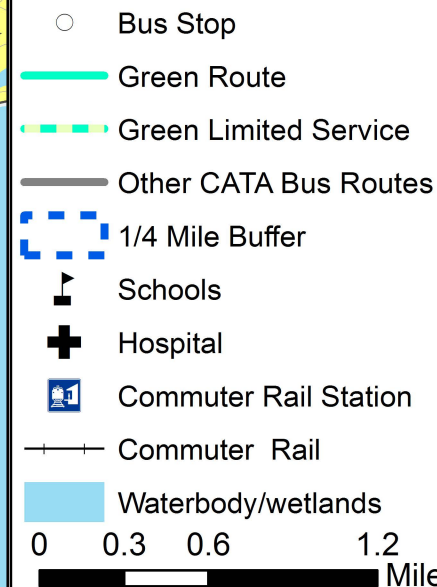 Bus Stop
Green Route
Green Limited Service
Other CATA Bus Routes
1/4 Mile Buffer
Schools
Hospital
Commuter Rail Station
Commuter Rail
Waterbody/wetlands
0 0.3 0.6 1.2
Mile